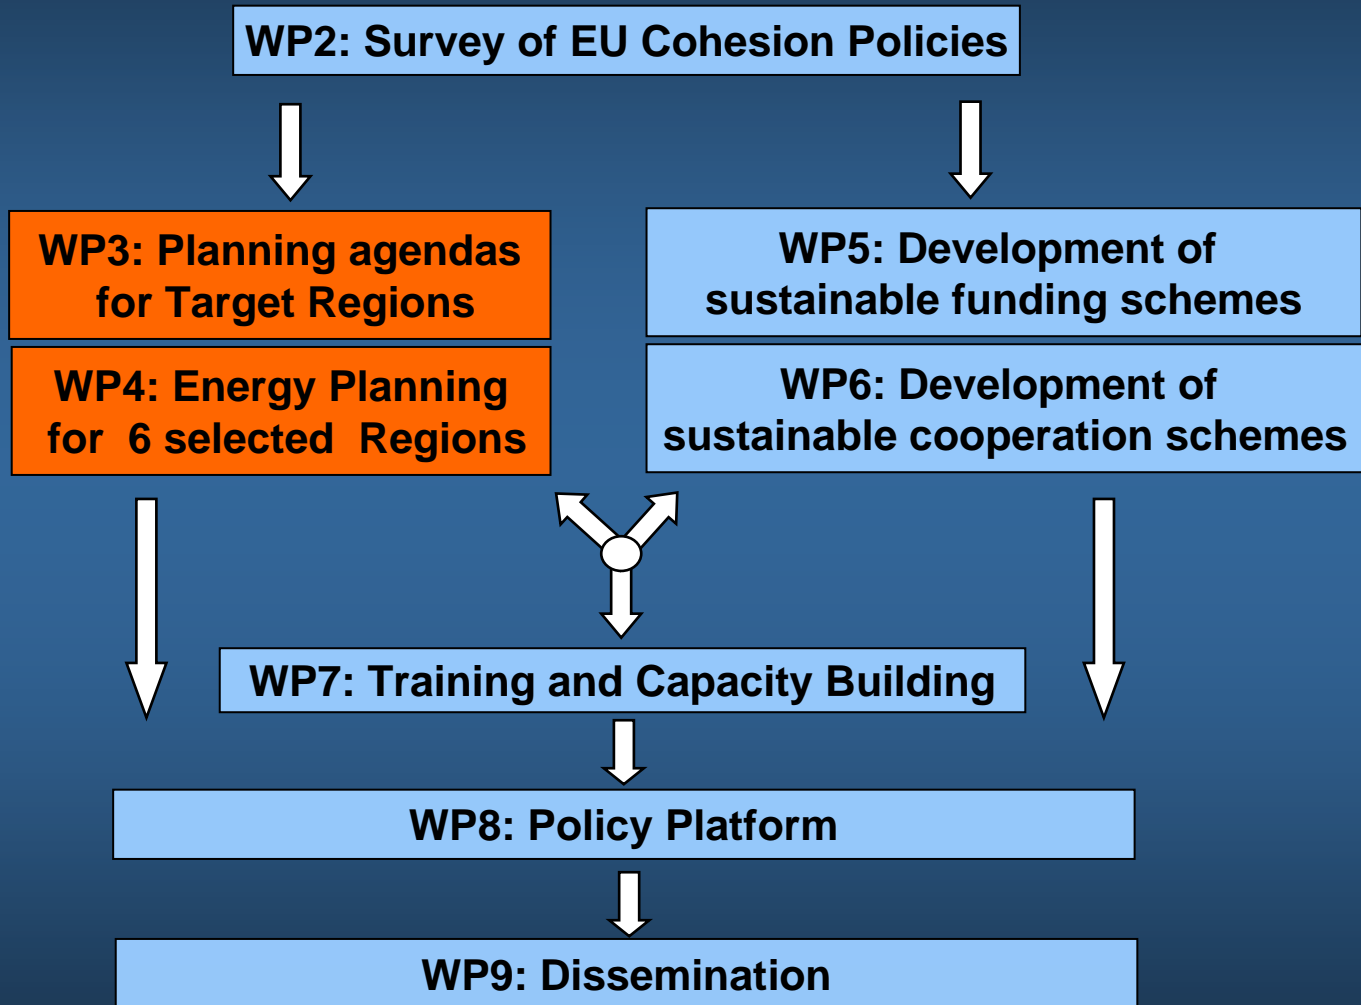 WP2: Survey of EU Cohesion Policies
WP3: Planning agendas
for Target Regions
WP4: Energy Planning
for 6 selected Regions
WP5: Development of
sustainable funding schemes
WP6: Development of
sustainable cooperation schemes
WP7: Training and Capacity Building
WP8: Policy Platform
WP9: Dissemination